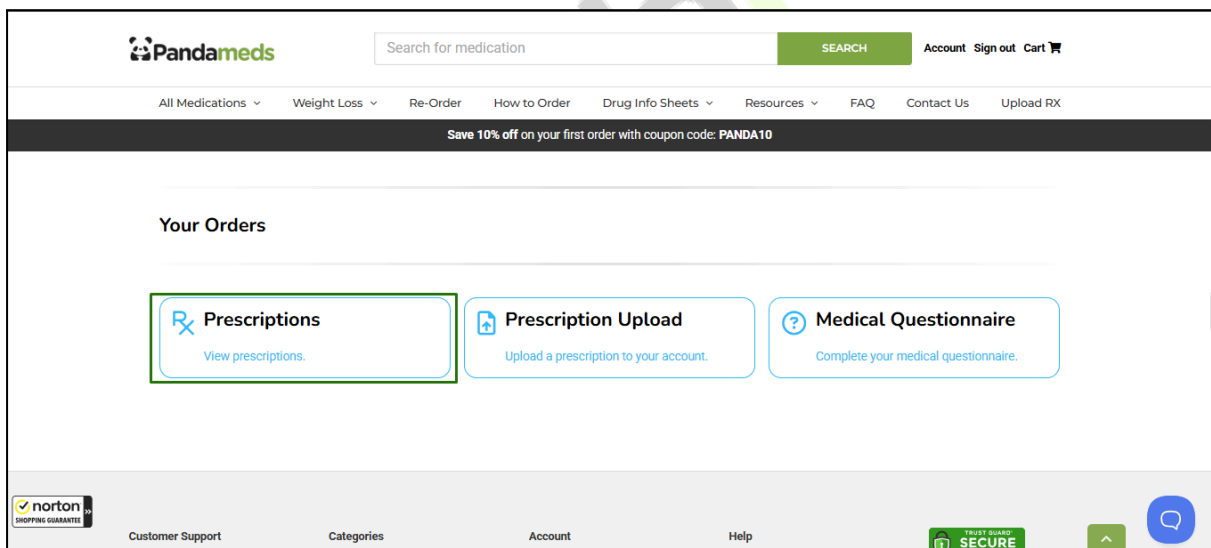 Pandameds
Search for medication
SEARCH
Account Sign out Cart
All Medications Weight Loss Re-Order How to Order Drug Info Sheets Resources FAQ Contact Us Upload RX
Save 10% off on your first order with coupon code: PANDA10
Your Orders
Rx Prescriptions
View prescriptions.
Prescription Upload
Upload a prescription to your account.
? Medical Questionnaire
Complete your medical questionnaire.
norton
SHOPPING GUARANTEE
Customer Support Categories Account Help
TRUST GUARD
SECURE